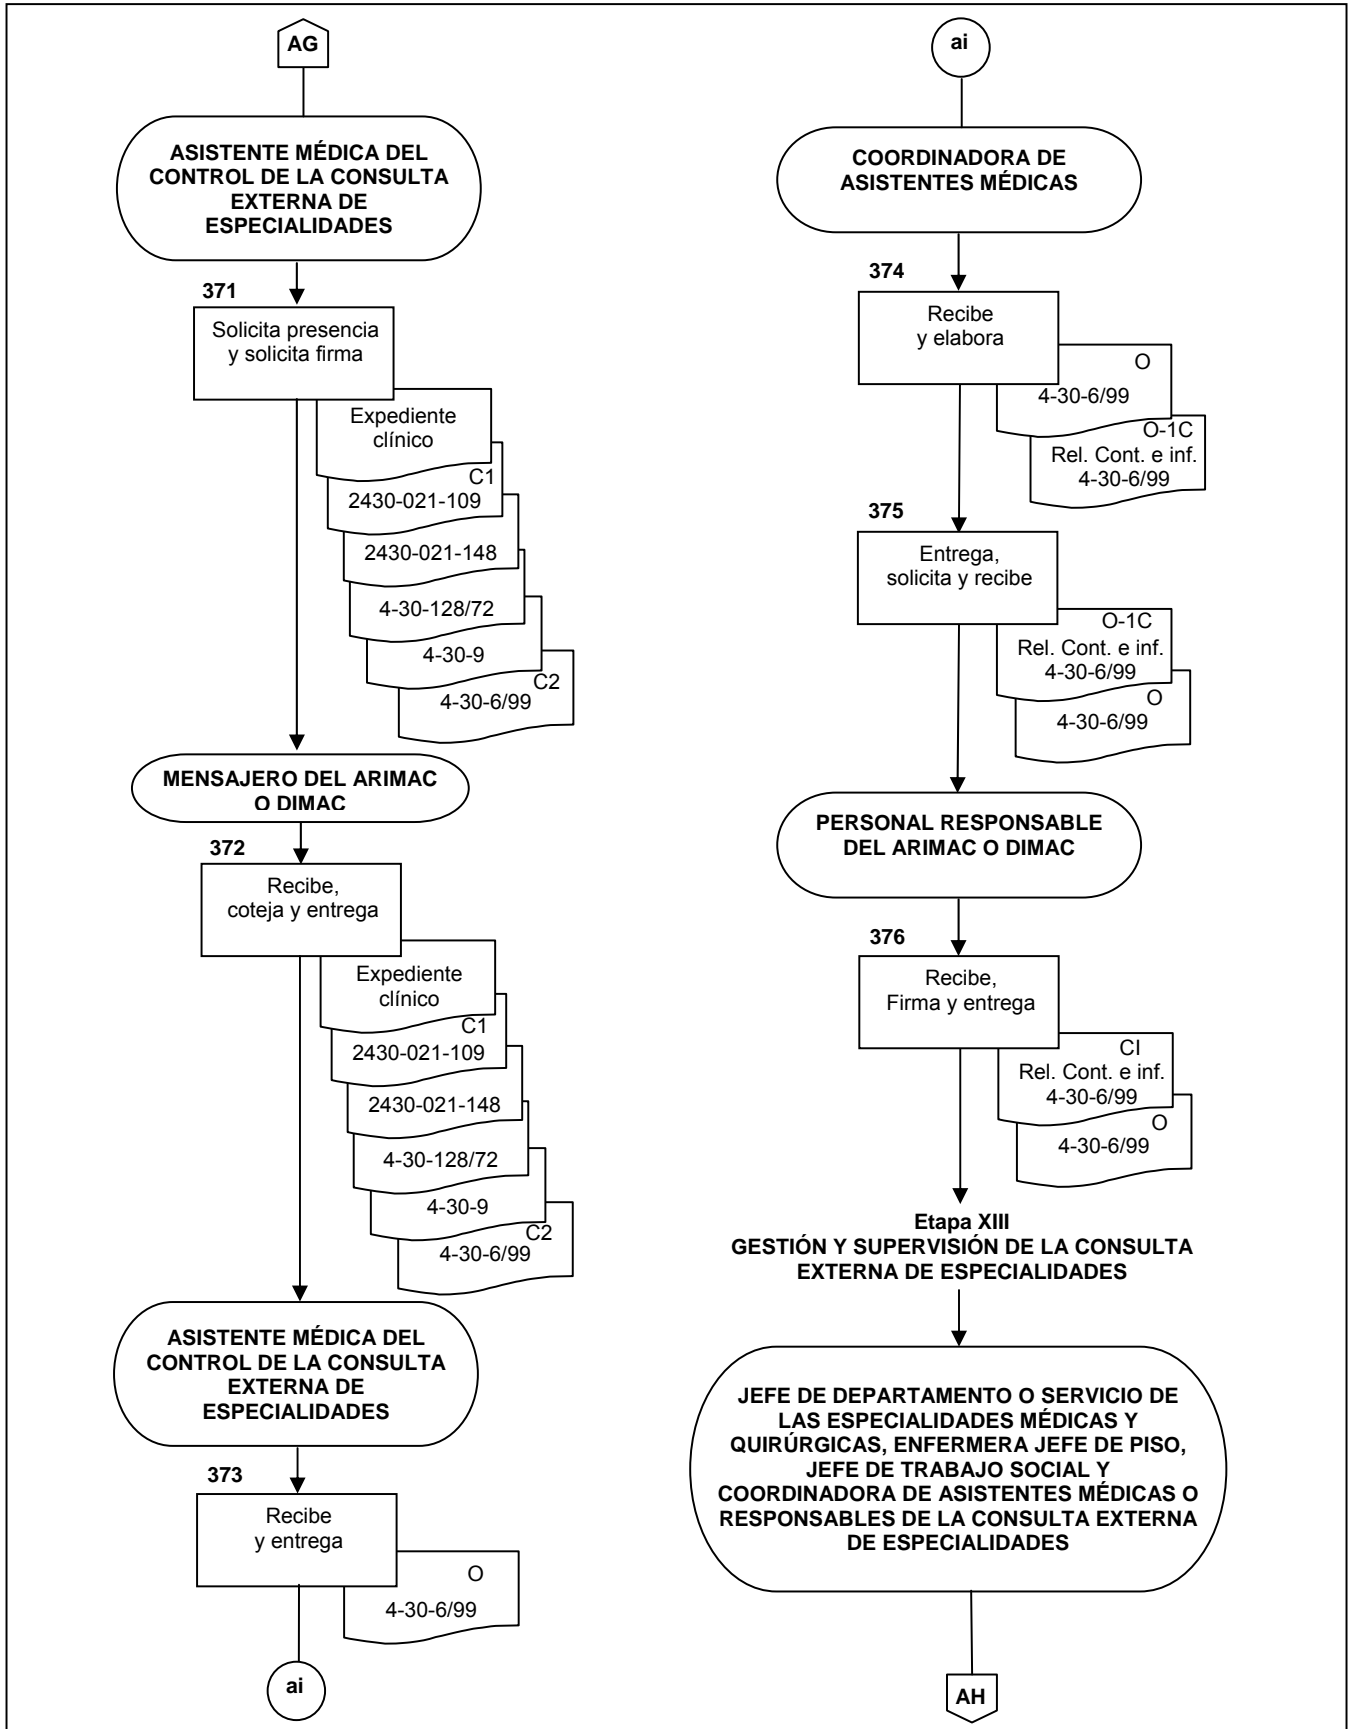 AG
ASISTENTE MÉDICA DEL
CONTROL DE LA CONSULTA
EXTERNA DE
ESPECIALIDADES
371
Solicita presencia
y solicita firma
Expediente
clínico
C1
2430-021-109
2430-021-148
4-30-128/72
4-30-9
C2
4-30-6/99
MENSAJERO DEL ARIMAC
O DIMAC
372
Recibe,
coteja y entrega
Expediente
clínico
C1
2430-021-109
2430-021-148
4-30-128/72
4-30-9
C2
4-30-6/99
ASISTENTE MÉDICA DEL
CONTROL DE LA CONSULTA
EXTERNA DE
ESPECIALIDADES
373
Recibe
y entrega
O
4-30-6/99
ai
ai
COORDINADORA DE
ASISTENTES MÉDICAS
374
Recibe
y elabora
O
4-30-6/99
O-1C
Rel. Cont. e inf.
4-30-6/99
375
Entrega,
solicita y recibe
O-1C
Rel. Cont. e inf.
4-30-6/99
O
4-30-6/99
PERSONAL RESPONSABLE
DEL ARIMAC O DIMAC
376
Recibe,
Firma y entrega
CI
Rel. Cont. e inf.
4-30-6/99
O
4-30-6/99
Etapa XIII
GESTIÓN Y SUPERVISIÓN DE LA CONSULTA
EXTERNA DE ESPECIALIDADES
JEFE DE DEPARTAMENTO O SERVICIO DE
LAS ESPECIALIDADES MÉDICAS Y
QUIRÚRGICAS, ENFERMERA JEFE DE PISO,
JEFE DE TRABAJO SOCIAL Y
COORDINADORA DE ASISTENTES MÉDICAS O
RESPONSABLES DE LA CONSULTA EXTERNA
DE ESPECIALIDADES
AH